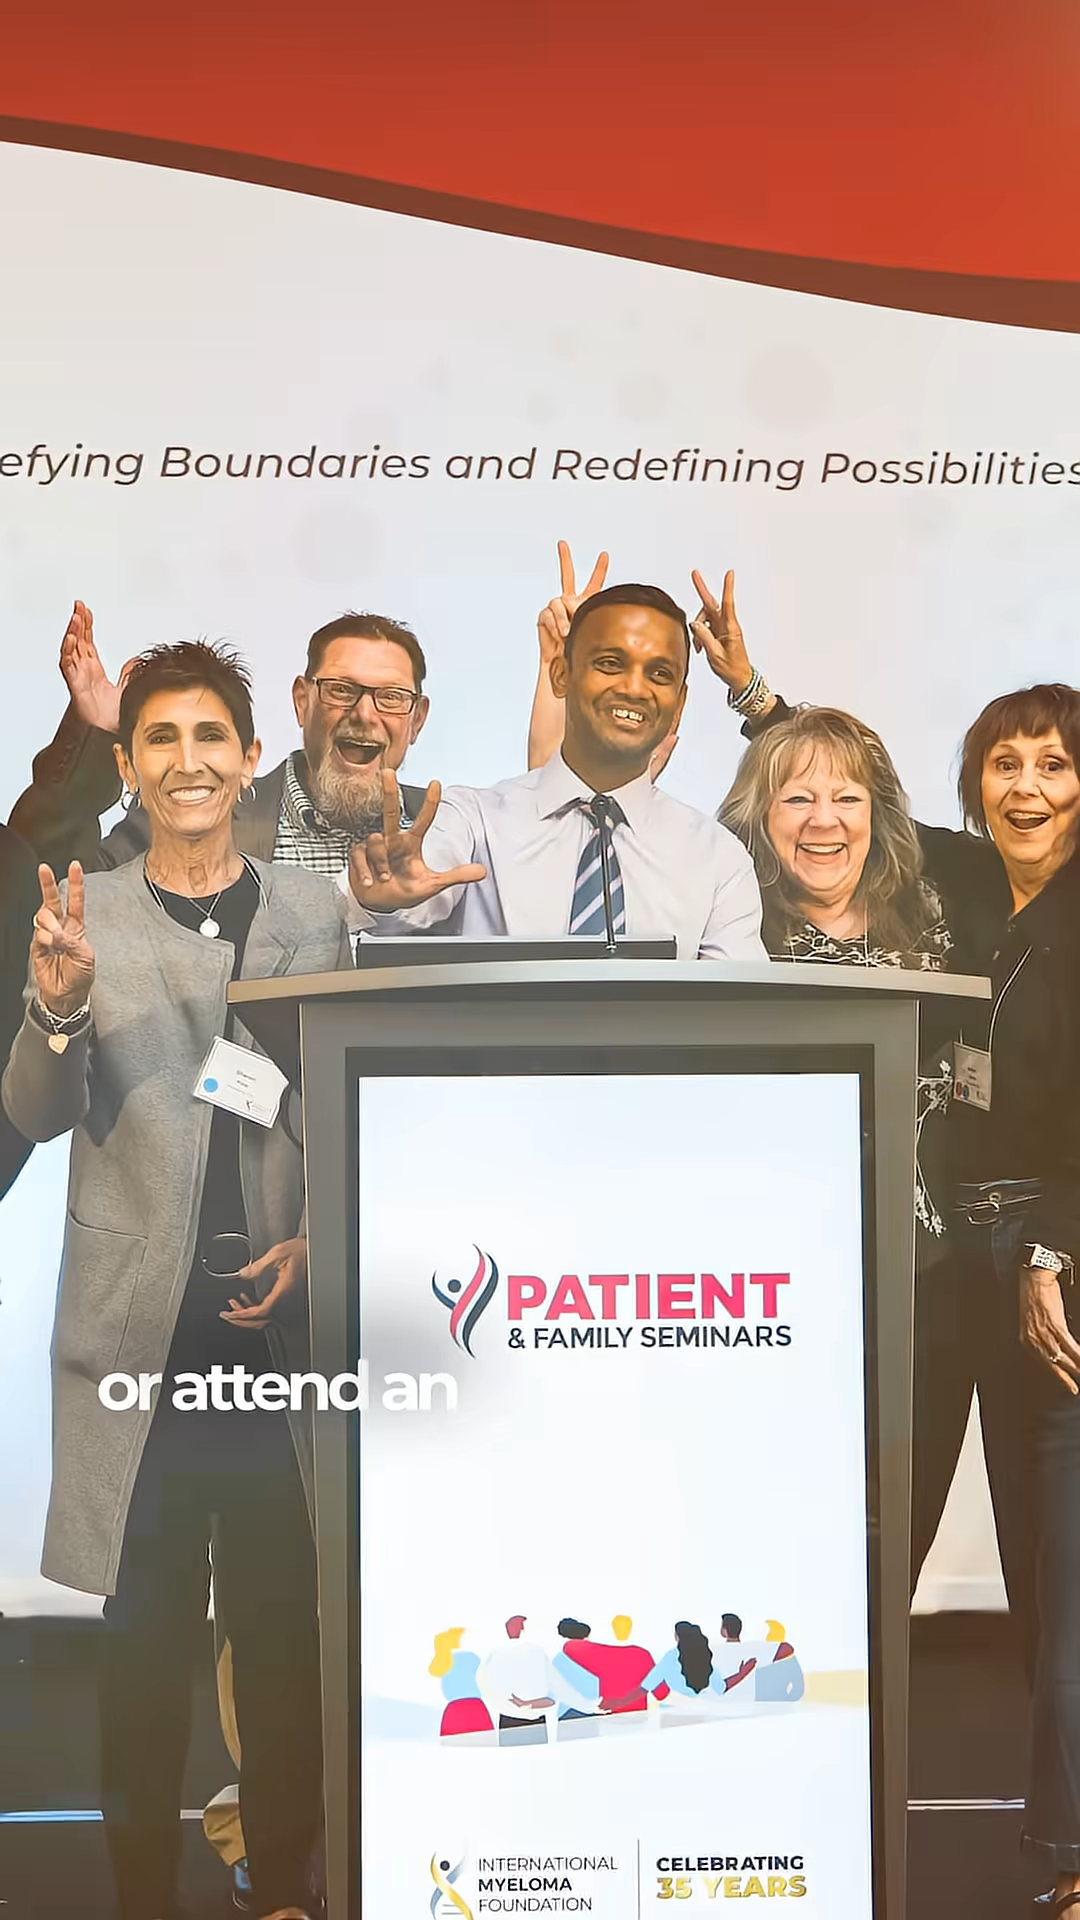 efying Boundaries and Redefining Possibilities
PATIENT
& FAMILY SEMINARS
or attend an
INTERNATIONAL
MYELOMA
FOUNDATION
CELEBRATING
35 YEARS